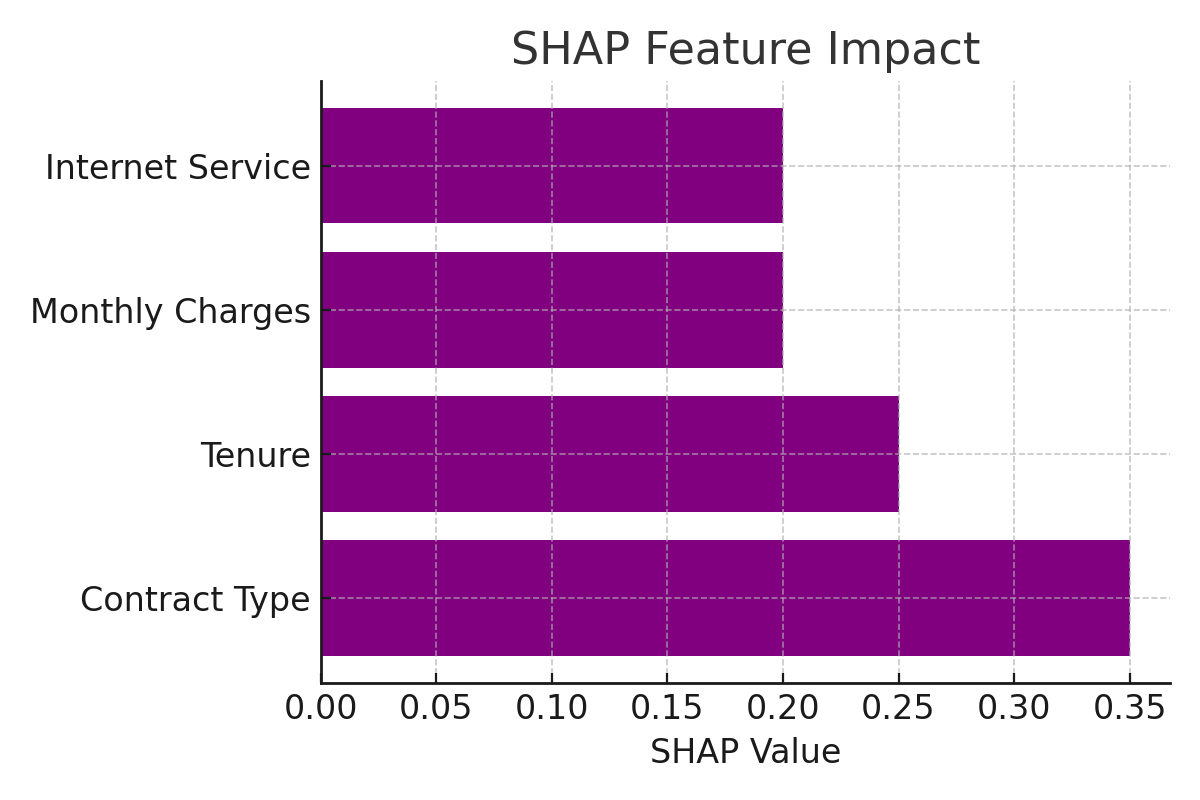 SHAP Feature Impact
Internet Service
Monthly Charges
Tenure
Contract Type
0.00 0.05 0.10 0.15 0.20 0.25 0.30 0.35
SHAP Value